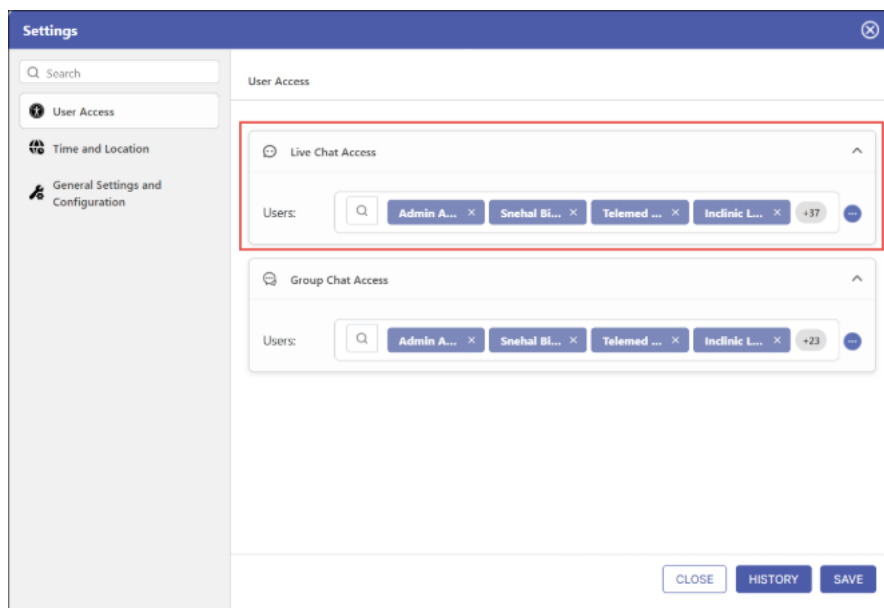 Settings
Search
User Access
Time and Location
General Settings and
Configuration
User Access
Live Chat Access
Users: Admin A... × Snehal Bi... × Telemed ... × Inclinic L... × +37
Group Chat Access
Users: Admin A... × Snehal Bi... × Telemed ... × Inclinic L... × +23
CLOSE HISTORY SAVE